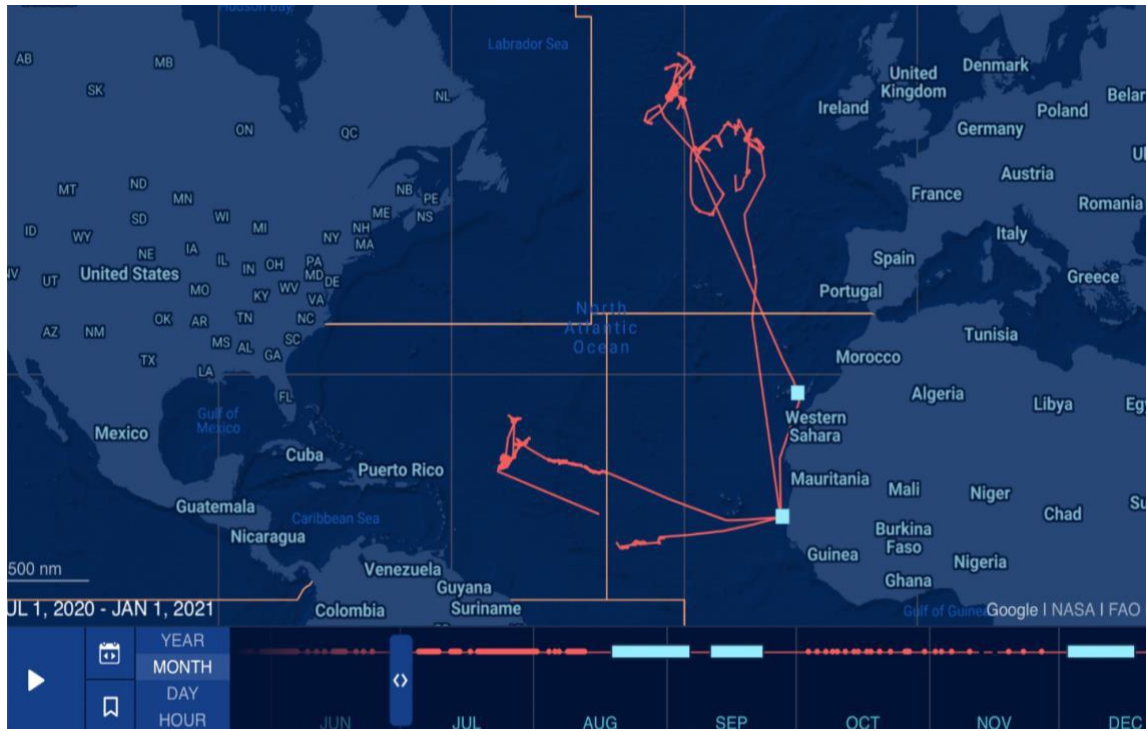 Hudson Bay
Labrador Sea
AB
MB
SK
NL
ON
QC
United Kingdom
Ireland
Denmark
Poland
Belar
Germany
Austria
France
Romania
Italy
Spain
Portugal
Greece
MT
ND
MN
NB
PE
SD
WI
ME
NS
ID
WY
MI
NH
NY
MA
NE
IA
IL
IN
OH
PA
MD
NV
UT
United States
WV
DE
MO
KY
VA
AZ
NM
OK
AR
TN
NC
MS
AL
SC
GA
TX
LA
FL
North
Atlantic
Ocean
Tunisia
Morocco
Algeria
Libya
Western
Sahara
Gulf of
Mexico
Mexico
Cuba
Puerto Rico
Mauritania
Mali
Niger
Chad
Guatemala
Caribbean Sea
Nicaragua
Burkina
Faso
Guinea
Nigeria
Ghana
Venezuela
Guyana
Suriname
Colombia
500 nm
UL 1, 2020 - JAN 1, 2021
Google I NASA I FAO
YEAR
MONTH
DAY
HOUR
JUN
JUL
AUG
SEP
OCT
NOV
DEC